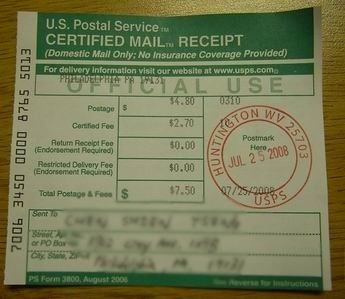 U.S. Postal Service™
CERTIFIED MAIL™ RECEIPT
(Domestic Mail Only; No Insurance Coverage Provided)
For delivery information visit our website at www.usps.com®
PHILADELPHIA PA 19131
OFFICIAL USE
7006 3450 0000 8765 5013
Postage $ $4.80 0310
Certified Fee $2.70
Return Receipt Fee
(Endorsement Required) $0.00
Restricted Delivery Fee
(Endorsement Required) $0.00
Total Postage & Fees $ $7.50 07/25/2008
Postmark
Here
HUNTINGTON WV 25703
JUL 25 2008
USPS
Sent To
Street, Apt.
or PO Box
City, State, ZIP
PS Form 3800, August 2006
See Reverse for Instructions